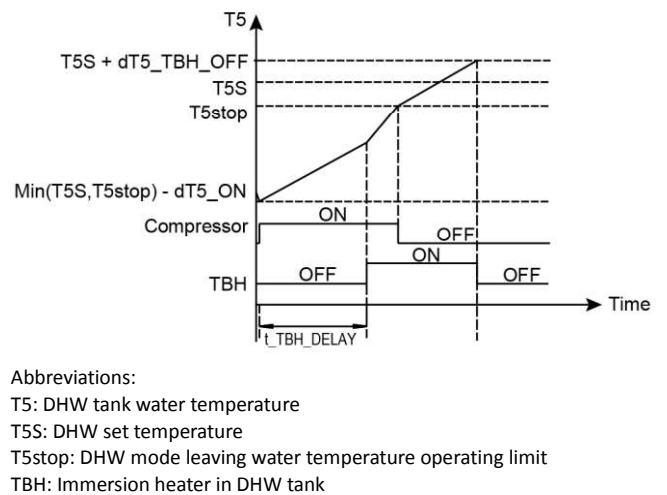 T5
T5S + dT5_TBH_OFF
T5S
T5stop
Min(T5S,T5stop) - dT5_ON
Compressor
ON
OFF
TBH
OFF
ON
OFF
Time
t_TBH_DELAY
Abbreviations:
T5: DHW tank water temperature
T5S: DHW set temperature
T5stop: DHW mode leaving water temperature operating limit
TBH: Immersion heater in DHW tank